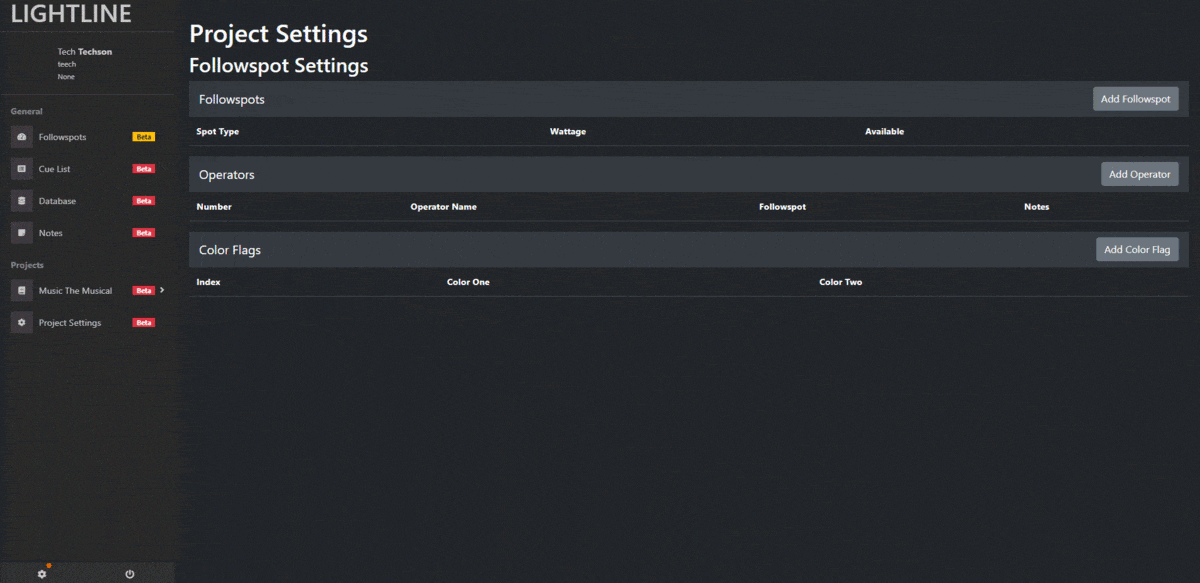 LIGHTLINE
Tech Techson
teech
None
General
Followspots Beta
Cue List Beta
Database Beta
Notes Beta
Projects
Music The Musical Beta
Project Settings Beta
Project Settings
Followspot Settings
Followspots Add Followspot
Spot Type Wattage Available
Operators Add Operator
Number Operator Name Followspot Notes
Color Flags Add Color Flag
Index Color One Color Two